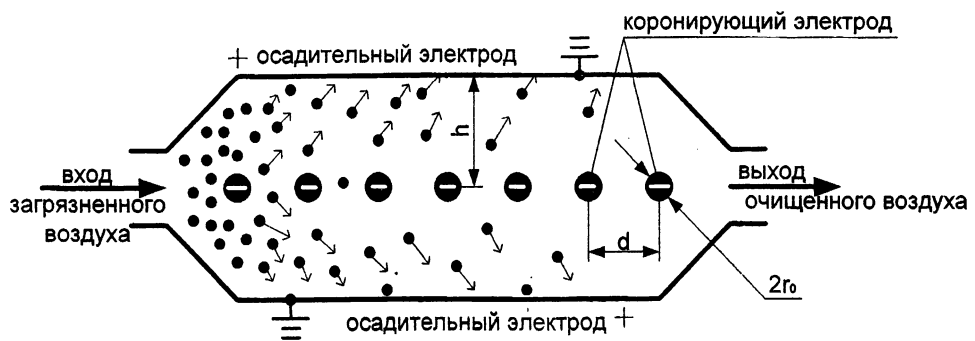 коронирующий электрод
+ осадительный электрод
h
вход
загрязненного
воздуха
выход
очищенного воздуха
d
2r₀
осадительный электрод +